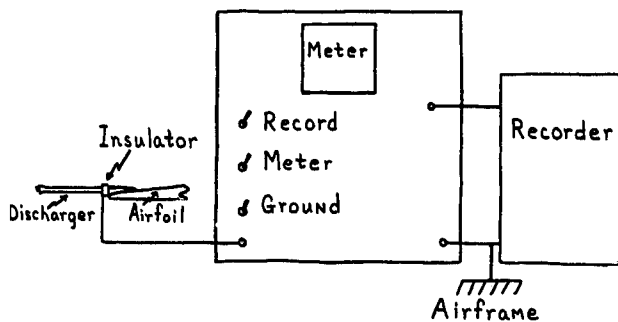 Meter
Record
Recorder
Insulator
Meter
Discharger
Airfoil
Ground
Airframe